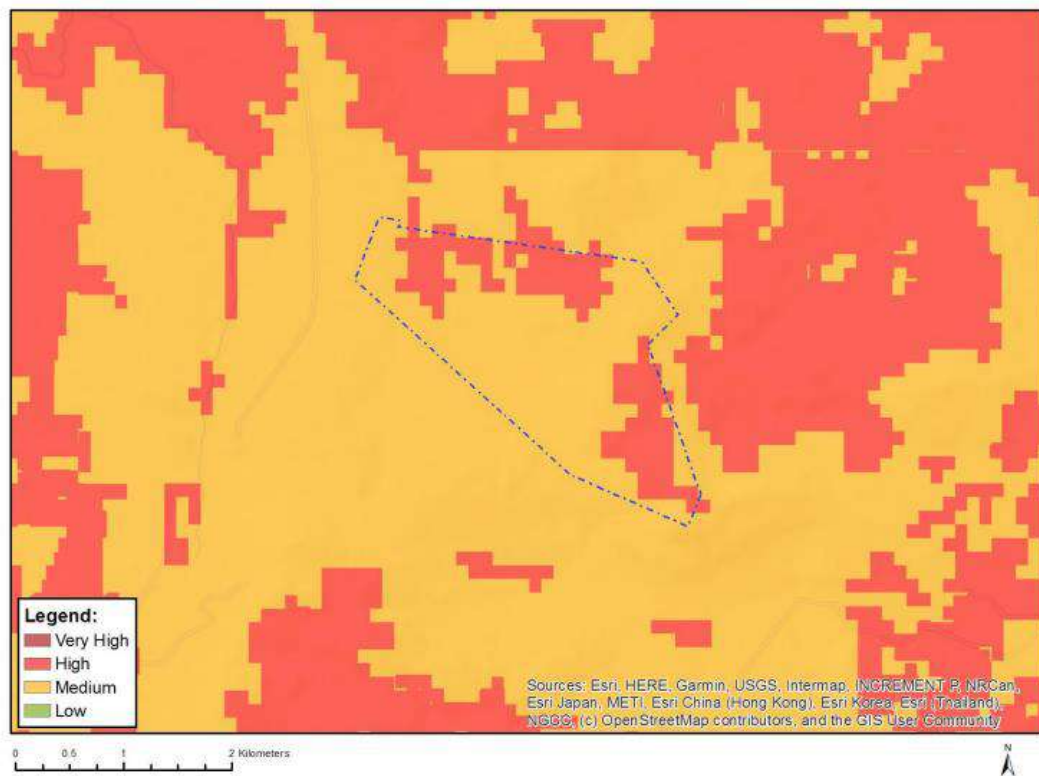 Legend:
Very High
High
Medium
Low
Sources: Esri, HERE, Garmin, USGS, Intermap, INCREMENT P, NRCan,
Esri Japan, METI, Esri China (Hong Kong), Esri Korea, Esri (Thailand),
NGCC, (c) OpenStreetMap contributors, and the GIS User Community
0 0.5 1 2 Kilometers
N